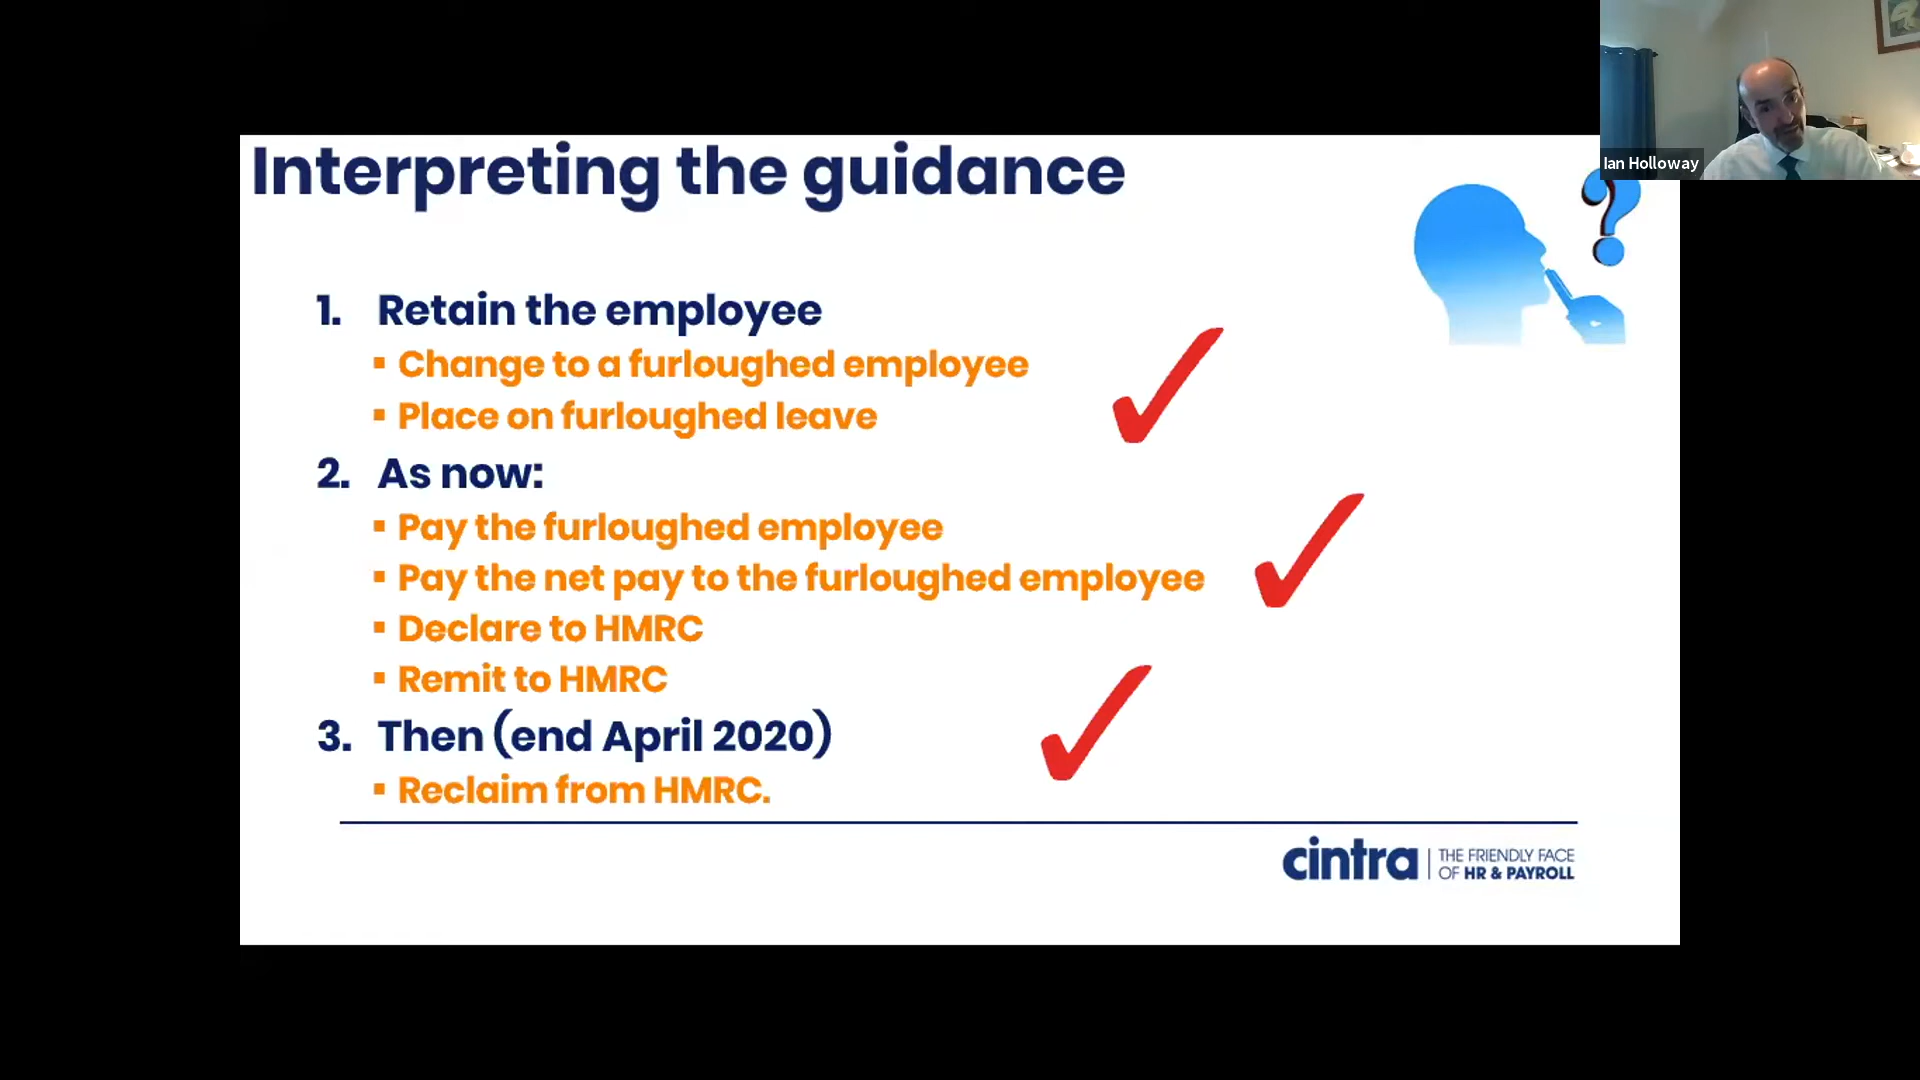 Interpreting the guidance
Ian Holloway
?
1. Retain the employee
▪ Change to a furloughed employee
▪ Place on furloughed leave
2. As now:
▪ Pay the furloughed employee
▪ Pay the net pay to the furloughed employee
▪ Declare to HMRC
▪ Remit to HMRC
3. Then (end April 2020)
▪ Reclaim from HMRC.
cintra | THE FRIENDLY FACE
OF HR & PAYROLL